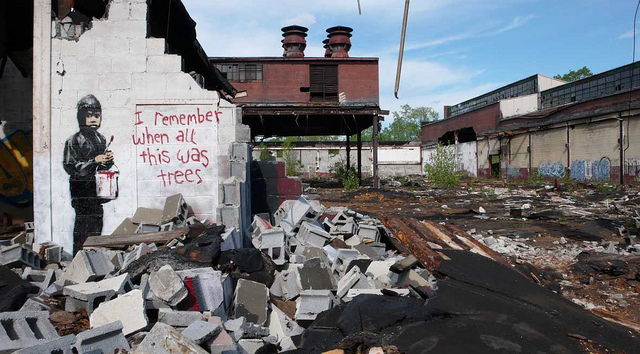 I remember
when all
this was
trees